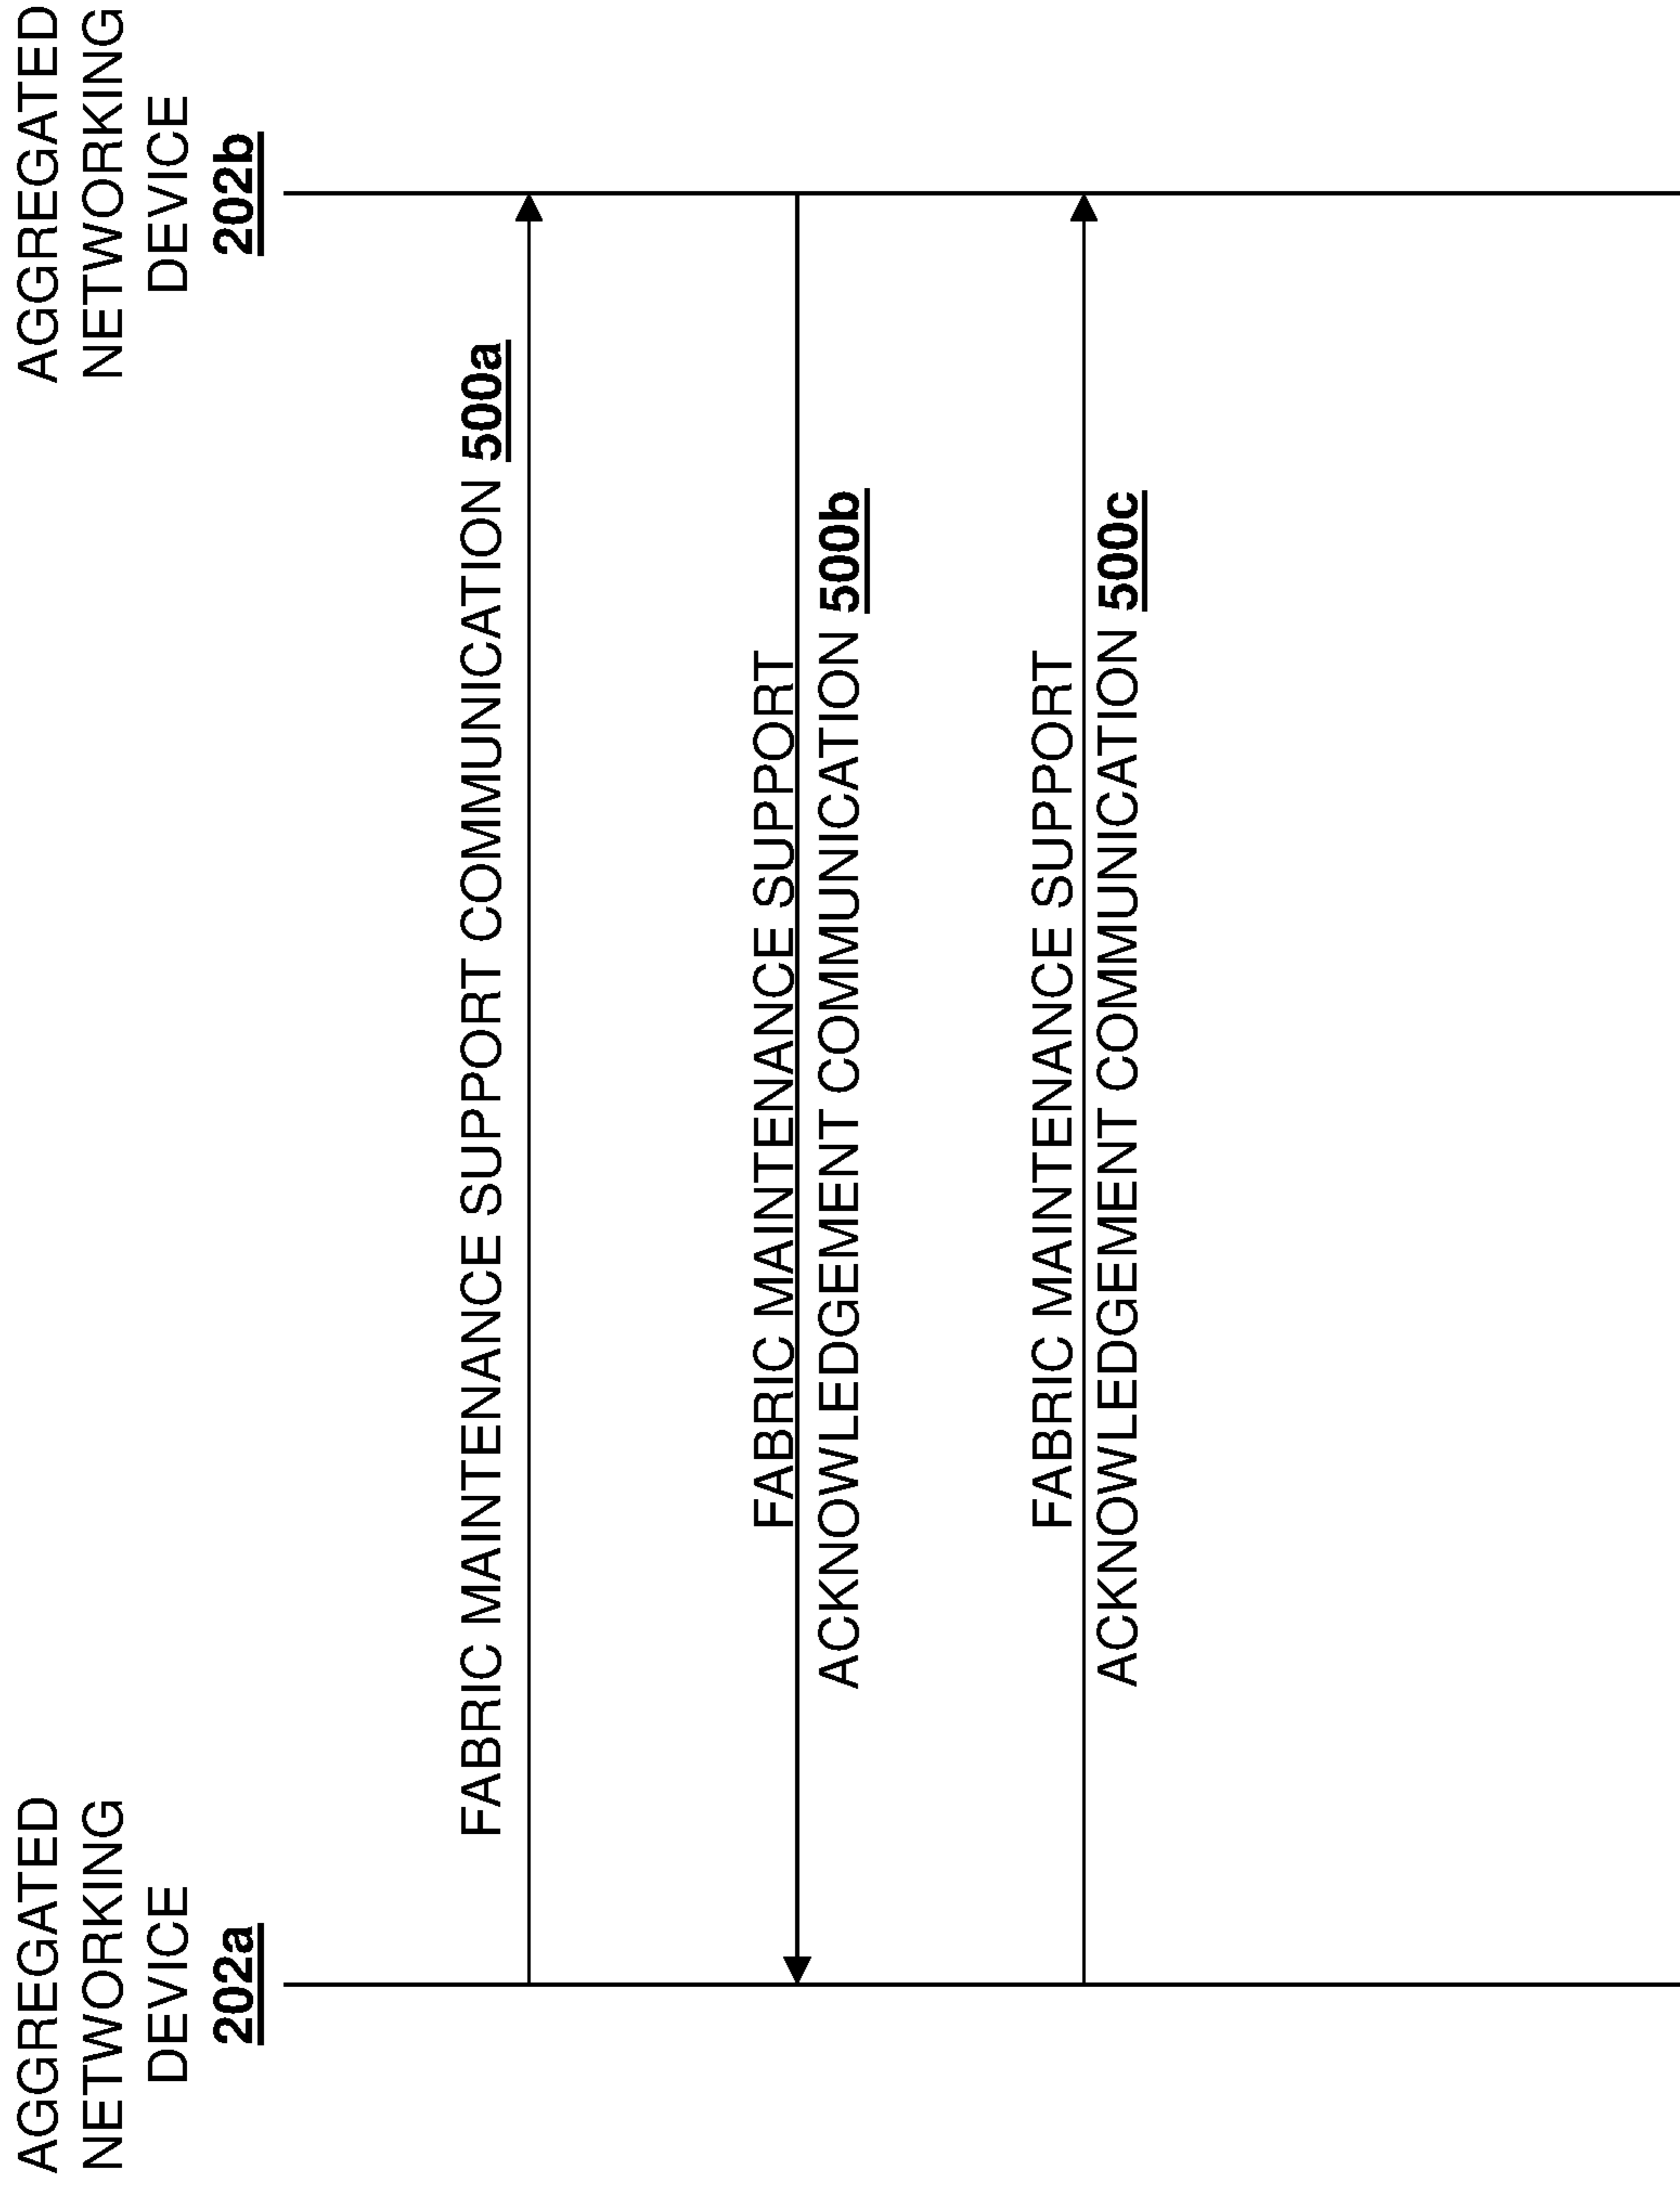 AGGREGATED
NETWORKING
DEVICE
202a
AGGREGATED
NETWORKING
DEVICE
202b
FABRIC MAINTENANCE SUPPORT COMMUNICATION 500a
FABRIC MAINTENANCE SUPPORT
ACKNOWLEDGEMENT COMMUNICATION 500b
FABRIC MAINTENANCE SUPPORT
ACKNOWLEDGEMENT COMMUNICATION 500c